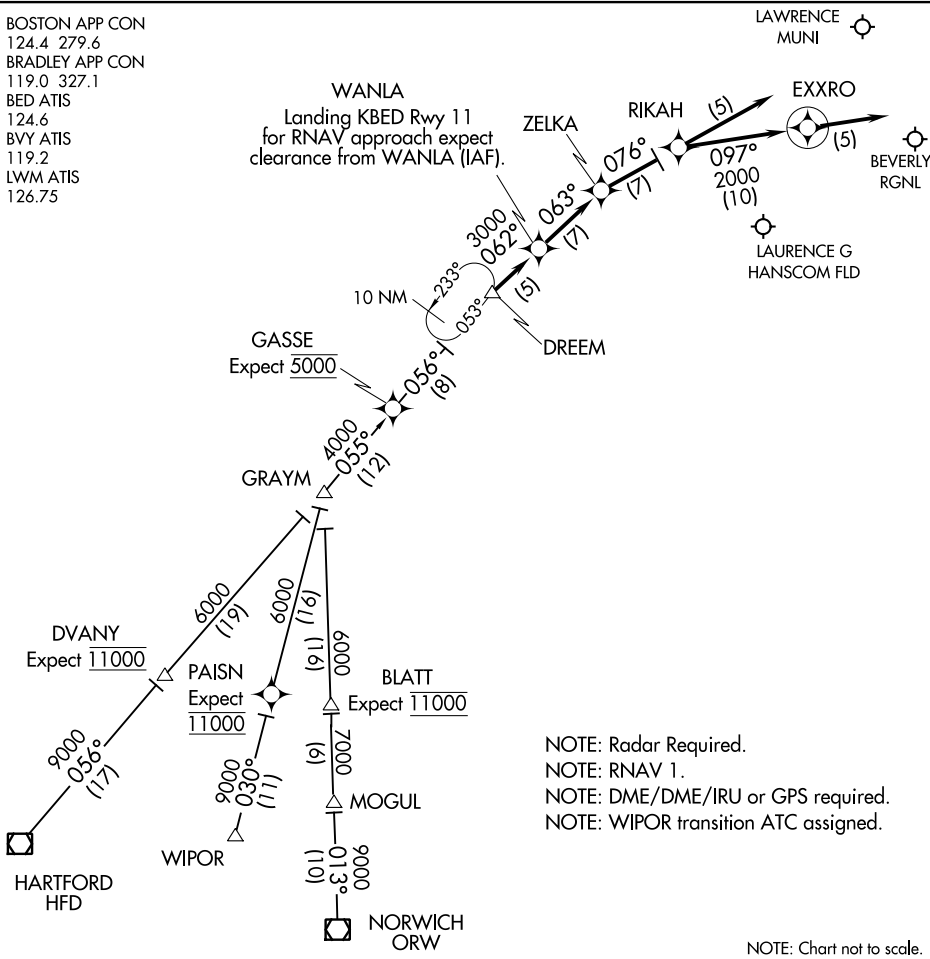 BOSTON APP CON
124.4 279.6
BRADLEY APP CON
119.0 327.1
BED ATIS
124.6
BVY ATIS
119.2
LWM ATIS
126.75
LAWRENCE
MUNI
WANLA
Landing KBED Rwy 11
for RNAV approach expect
clearance from WANLA (IAF).
ZELKA
RIKAH
EXXRO
(5)
(5)
BEVERLY
RGNL
076°
(7)
097°
2000
(10)
063°
(7)
LAURENCE G
HANSCOM FLD
3000
062°
(5)
233°
053°
10 NM
DREEM
GASSE
Expect 5000
056°
(8)
4000
055°
(12)
GRAYM
6000
(19)
6000
(16)
6000
(16)
DVANY
Expect 11000
PAISN
Expect
11000
BLATT
Expect 11000
9000
056°
(17)
9000
030°
(11)
7000
(6)
MOGUL
WIPOR
9000
013°
(10)
HARTFORD
HFD
NORWICH
ORW
NOTE: Radar Required.
NOTE: RNAV 1.
NOTE: DME/DME/IRU or GPS required.
NOTE: WIPOR transition ATC assigned.
NOTE: Chart not to scale.